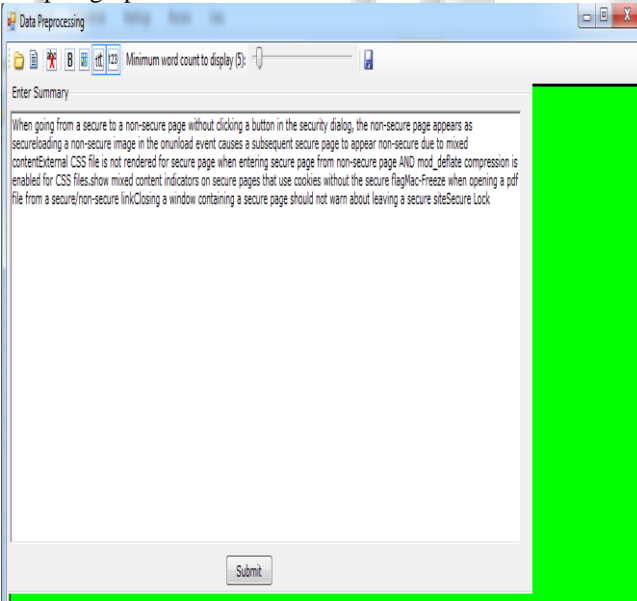 Data Preprocessing
abc B ttt 123 Minimum word count to display (5):
Enter Summary
When going from a secure to a non-secure page without clicking a button in the security dialog, the non-secure page appears as
secureloading a non-secure image in the onunload event causes a subsequent secure page to appear non-secure due to mixed
contentExternal CSS file is not rendered for secure page when entering secure page from non-secure page AND mod_deflate compression is
enabled for CSS files.show mixed content indicators on secure pages that use cookies without the secure flagMac-Freeze when opening a pdf
file from a secure/non-secure linkClosing a window containing a secure page should not warn about leaving a secure siteSecure Lock
Submit